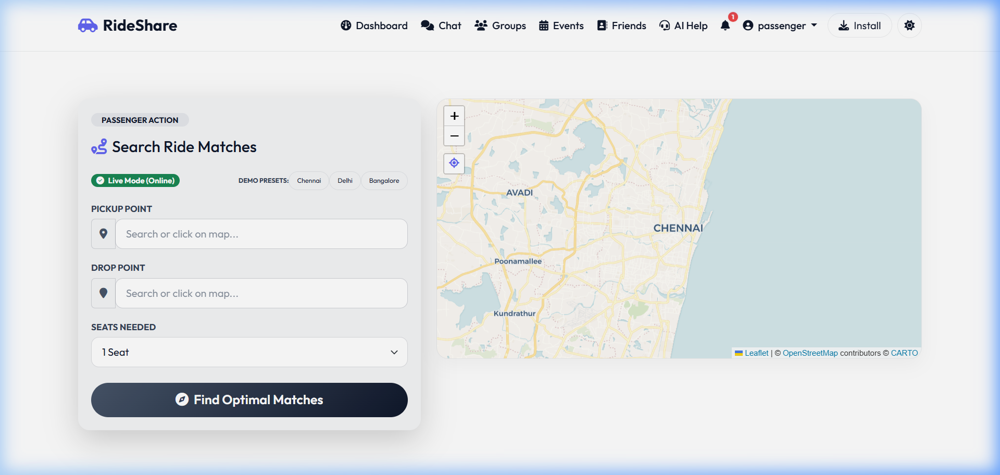 RideShare
Dashboard
Chat
Groups
Events
Friends
AI Help
1
passenger
Install
PASSENGER ACTION
Search Ride Matches
Live Mode (Online)
DEMO PRESETS:
Chennai
Delhi
Bangalore
PICKUP POINT
Search or click on map...
DROP POINT
Search or click on map...
SEATS NEEDED
1 Seat
Find Optimal Matches
+
−
AVADI
CHENNAI
Poonamallee
Kundrathur
Leaflet | © OpenStreetMap contributors © CARTO